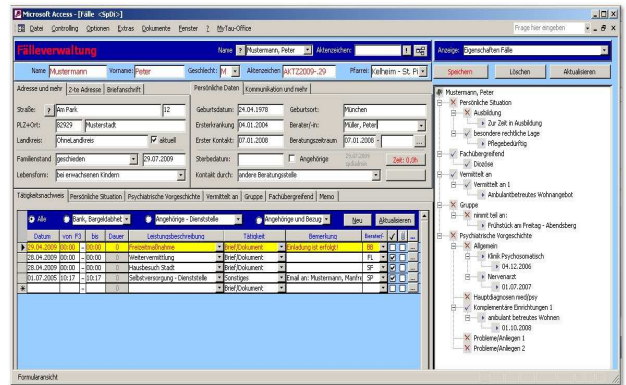 Microsoft Access - [Fälle <SpDi>]
Datei Controlling Optionen Extras Dokumente Fenster ? MyTau-Office
Frage hier eingeben
Fälleverwaltung
Name ? Mustermann, Peter Aktenzeichen: !
Anzeige: Eigenschaften Fälle
Name Mustermann Vorname: Peter Geschlecht: M Aktenzeichen AKTZ2009-.29 Pfarrei: Kelheim - St. Pi
Speichern Löschen Aktualisieren
Adresse und mehr 2-te Adresse Briefanschrift
Persönliche Daten Kommunikation und mehr
Straße: ? Am Park 12
PLZ+Ort: 82929 Musterstadt
Landkreis: OhneLandkreis aktuell
Familienstand geschieden 29.07.2009
Lebensform: bei erwachsenen Kindern
Geburtsdatum: 24.04.1978 Geburtsort: München
Ersterkrankung 04.01.2004 Berater/-in: Müller, Peter
Erster Kontakt: 07.01.2008 Beratungszeitraum 07.01.2008 - ...
Sterbedatum: Angehörige 29.07.2009 Zeit: 0.0h
Kontakt durch: andere Beratungsstelle
Tätigkeitsnachweis Persönliche Situation Psychiatrische Vorgeschichte Vermittelt an Gruppe Fachübergreifend Memo
Alle Bank, Bargeldabhebt Angehörige - Dienststelle Angehörige und Bezug Neu Aktualisieren
Datum von F3 bis Dauer Leistungsbeschreibung Tätigkeit Bemerkung Berater/-
29.04.2009 00:00 - 00:00 0 Freizeitmaßnahme Brief/Dokument Einladung ist erfolgt! BB
28.04.2009 00:00 - 00:00 0 Weitervermittlung Brief/Dokument FL
28.04.2009 00:00 - 00:00 0 Hausbesuch Stadt Brief/Dokument SF
01.07.2005 10:17 - 10:17 0 Selbstversorgung - Dienststelle Sonstiges Email an: Mustermann, Manfre SP
- 0 Brief/Dokument
Mustermann, Peter
Persönliche Situation
Ausbildung
Zur Zeit in Ausbildung
besondere rechtliche Lage
Pflegebedürftig
Fachübergreifend
Diözöse
Vermittelt an
Vermittelt an 1
Ambulantbetreutes Wohnangebot
Gruppe
nimmt teil an:
Frühstück am Freitag - Abendsberg
Psychiatrische Vorgeschichte
Allgemein
Klinik Psychosomatisch
04.12.2006
Nervenarzt
01.07.2007
Hauptdiagnosen med/psy
Komplementäre Einrichtungen 1
ambulant betreutes Wohnen
01.10.2008
Probleme/Anliegen 1
Probleme/Anliegen 2
Formularansicht